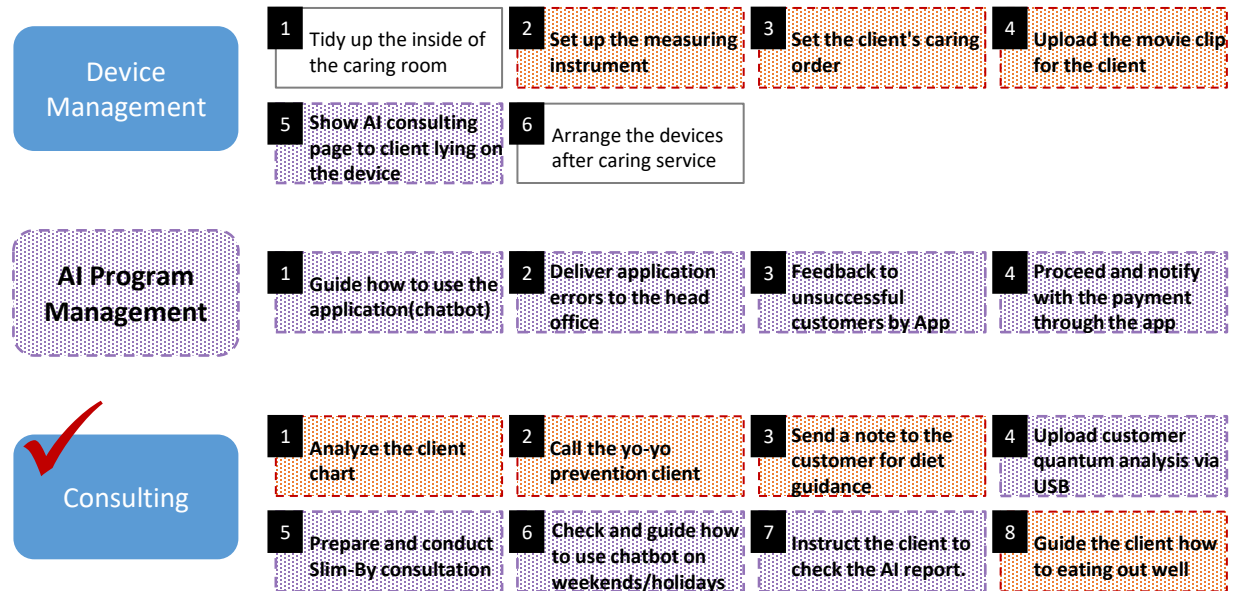 Device
Management
1
Tidy up the inside of
the caring room
2
Set up the measuring
instrument
3
Set the client's caring
order
4
Upload the movie clip
for the client
5
Show AI consulting
page to client lying on
the device
6
Arrange the devices
after caring service
AI Program
Management
1
Guide how to use the
application(chatbot)
2
Deliver application
errors to the head
office
3
Feedback to
unsuccessful
customers by App
4
Proceed and notify
with the payment
through the app
Consulting
1
Analyze the client
chart
2
Call the yo-yo
prevention client
3
Send a note to the
customer for diet
guidance
4
Upload customer
quantum analysis via
USB
5
Prepare and conduct
Slim-By consultation
6
Check and guide how
to use chatbot on
weekends/holidays
7
Instruct the client to
check the AI report.
8
Guide the client how
to eating out well